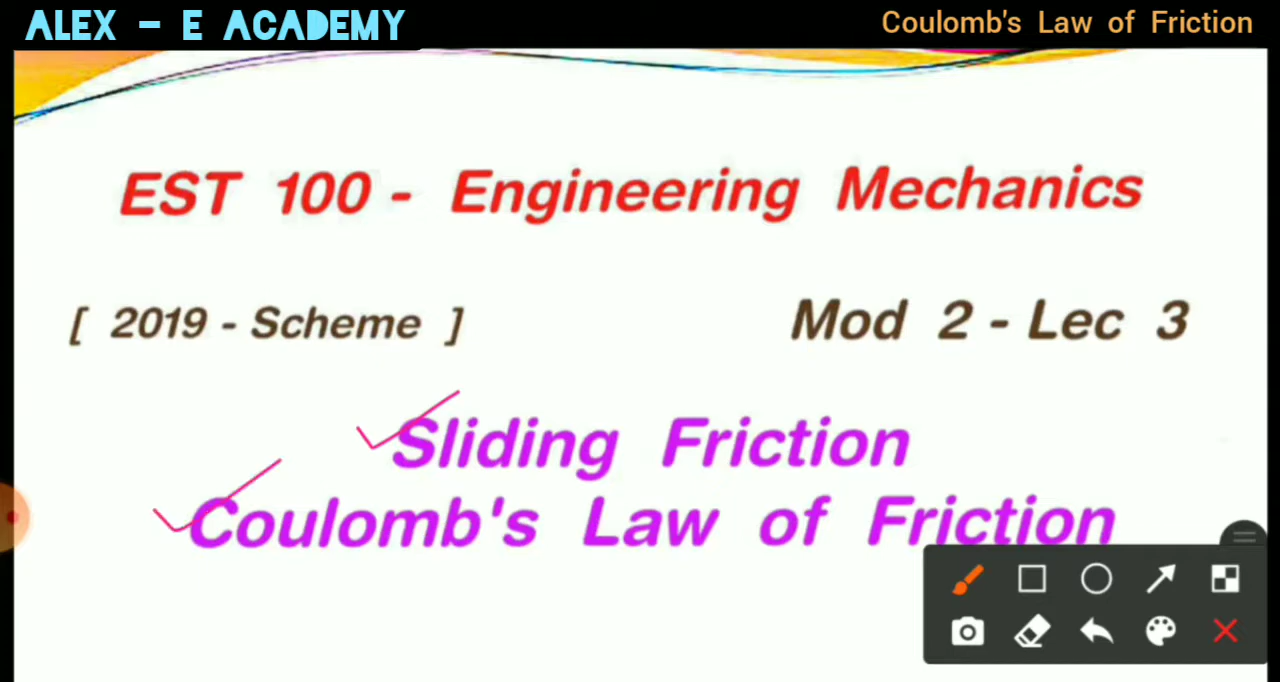 ALEX - E ACADEMY
Coulomb's Law of Friction
EST 100 - Engineering Mechanics
[ 2019 - Scheme ]
Mod 2 - Lec 3
Sliding Friction
Coulomb's Law of Friction